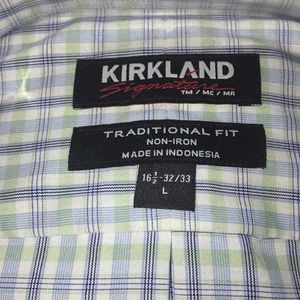 KIRKLAND
Signature
TM / MC / MR
TRADITIONAL FIT
NON-IRON
MADE IN INDONESIA
16½-32/33
L